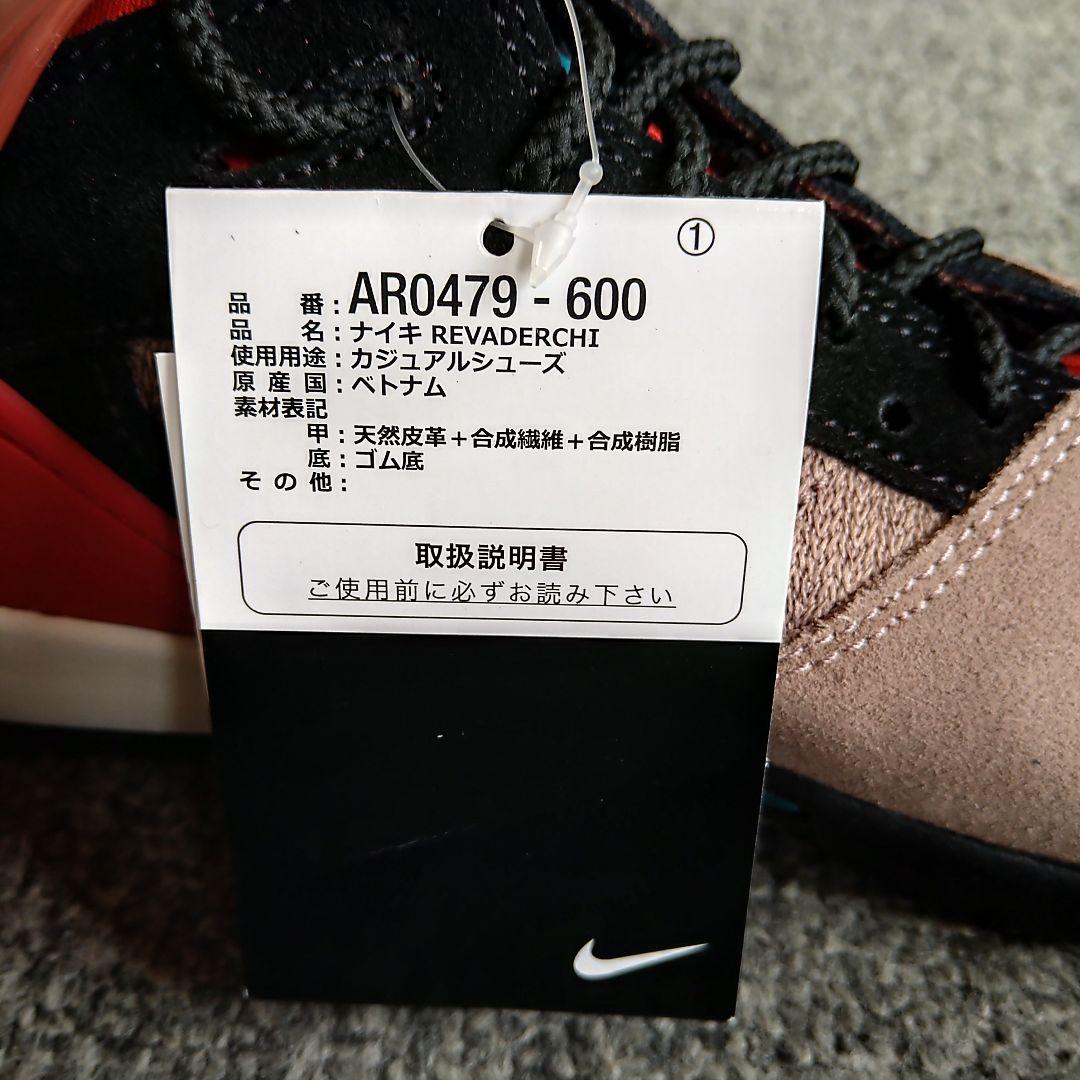 ①
品番：AR0479 - 600
品名：ナイキ REVADERCHI
使用用途：カジュアルシューズ
原産国：ベトナム
素材表記
甲：天然皮革＋合成繊維＋合成樹脂
底：ゴム底
その他：
取扱説明書
ご使用前に必ずお読み下さい